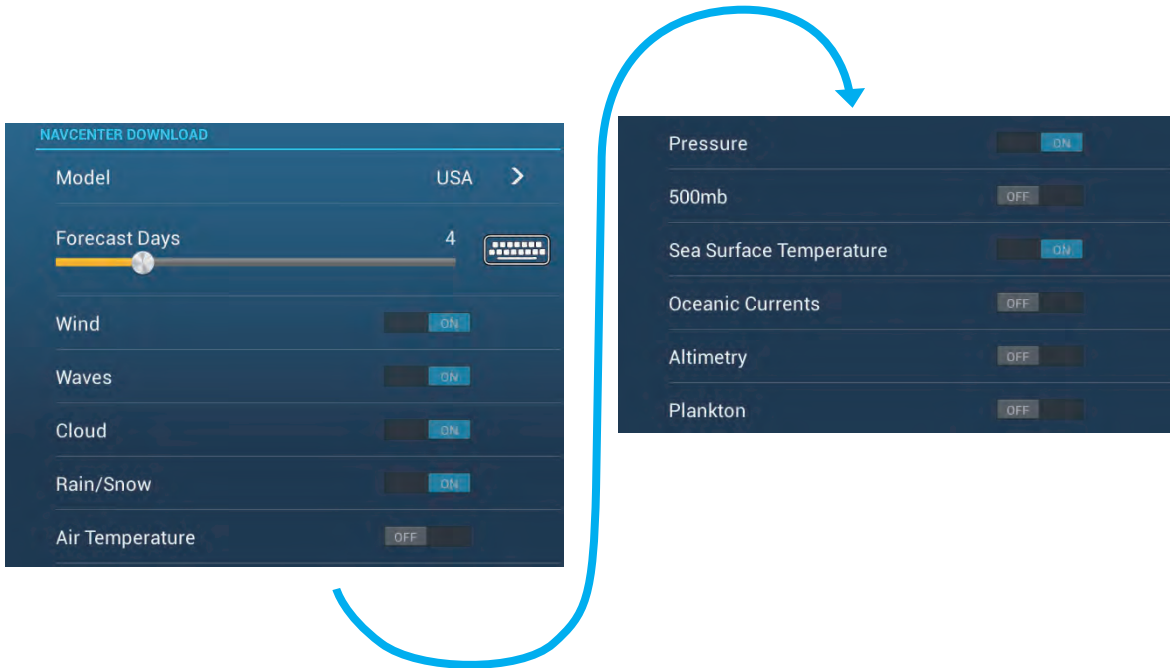 NAVCENTER DOWNLOAD
Model USA >
Forecast Days 4
Wind ON
Waves ON
Cloud ON
Rain/Snow ON
Air Temperature OFF
Pressure ON
500mb OFF
Sea Surface Temperature ON
Oceanic Currents OFF
Altimetry OFF
Plankton OFF